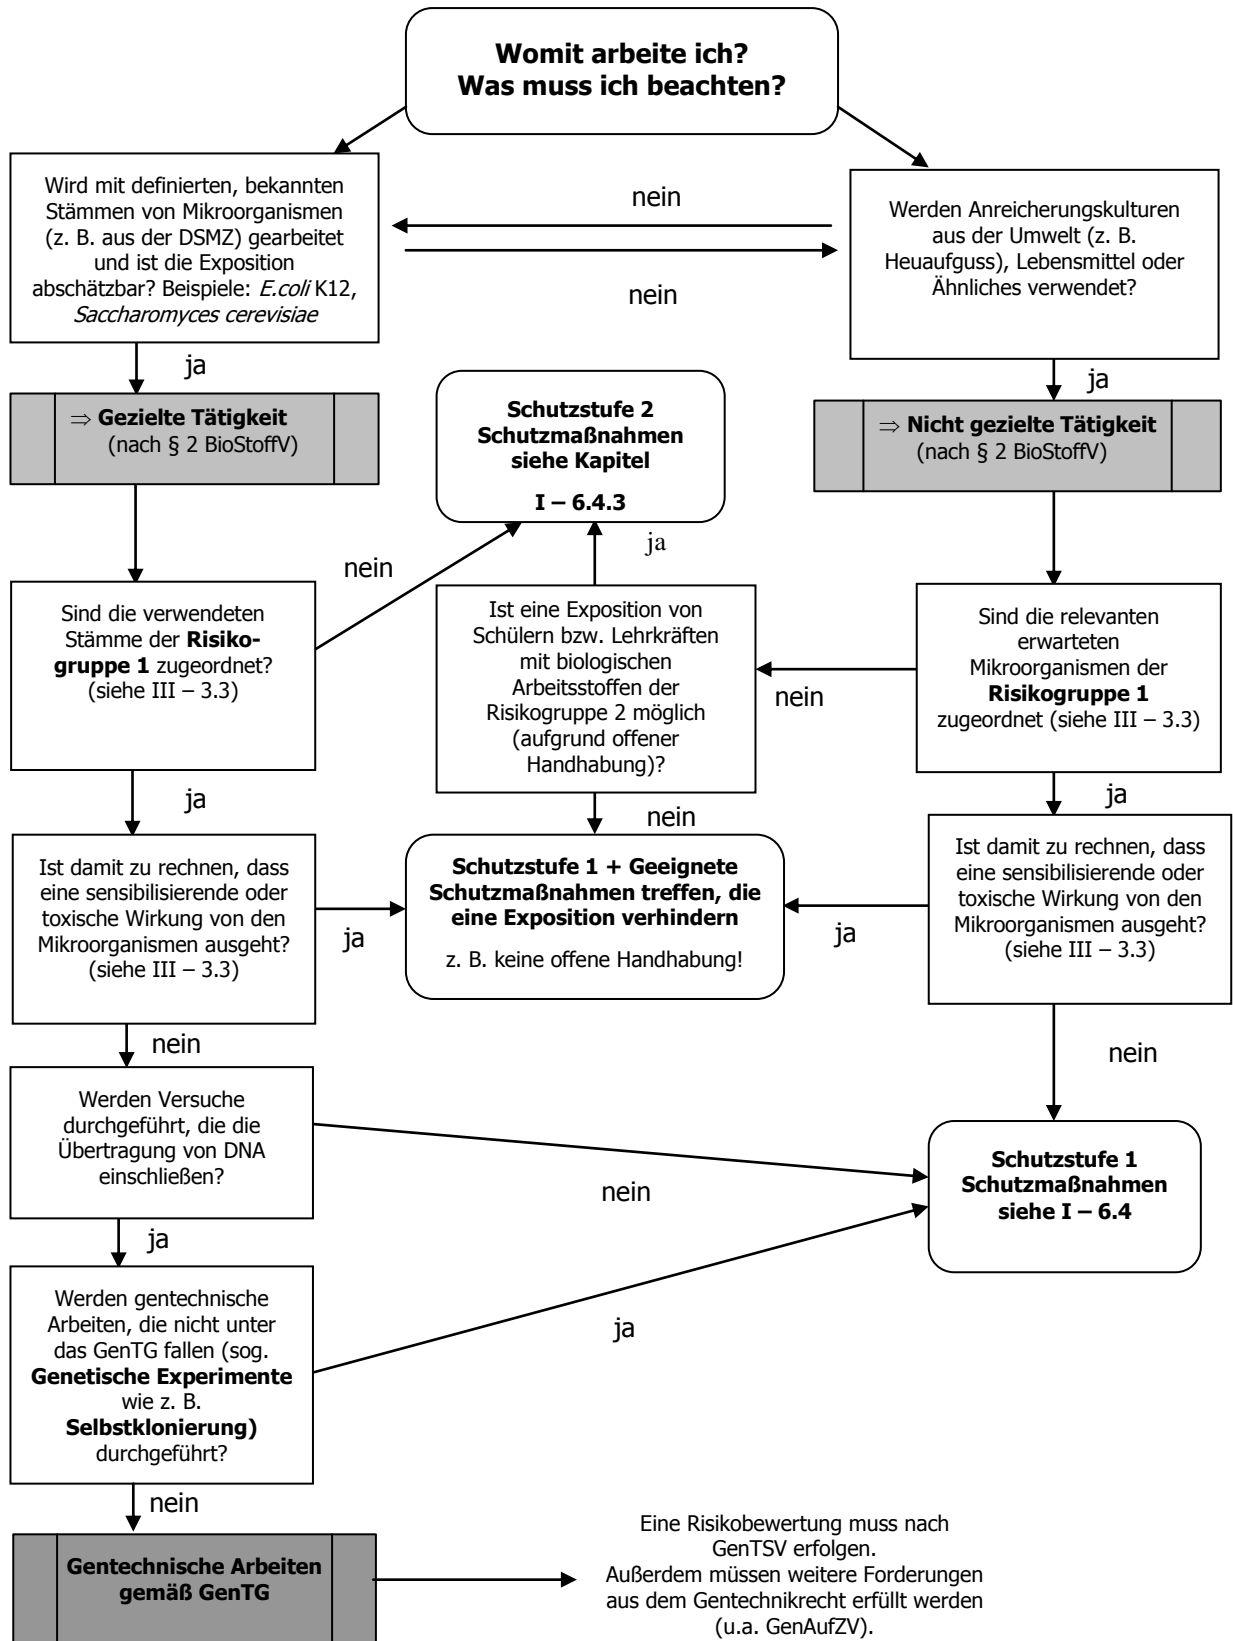 Womit arbeite ich?
Was muss ich beachten?
Wird mit definierten, bekannten
Stämmen von Mikroorganismen
(z. B. aus der DSMZ) gearbeitet
und ist die Exposition
abschätzbar? Beispiele: E.coli K12,
Saccharomyces cerevisiae
nein
nein
Werden Anreicherungskulturen
aus der Umwelt (z. B.
Heuaufguss), Lebensmittel oder
Ähnliches verwendet?
ja
ja
⇒ Gezielte Tätigkeit
(nach § 2 BioStoffV)
Schutzstufe 2
Schutzmaßnahmen
siehe Kapitel
I – 6.4.3
⇒ Nicht gezielte Tätigkeit
(nach § 2 BioStoffV)
nein
ja
Sind die verwendeten
Stämme der Risiko-
gruppe 1 zugeordnet?
(siehe III – 3.3)
Ist eine Exposition von
Schülern bzw. Lehrkräften
mit biologischen
Arbeitsstoffen der
Risikogruppe 2 möglich
(aufgrund offener
Handhabung)?
nein
Sind die relevanten
erwarteten
Mikroorganismen der
Risikogruppe 1
zugeordnet (siehe III – 3.3)
ja
nein
ja
Ist damit zu rechnen, dass
eine sensibilisierende oder
toxische Wirkung von den
Mikroorganismen ausgeht?
(siehe III – 3.3)
ja
Schutzstufe 1 + Geeignete
Schutzmaßnahmen treffen, die
eine Exposition verhindern
z. B. keine offene Handhabung!
ja
Ist damit zu rechnen, dass
eine sensibilisierende oder
toxische Wirkung von den
Mikroorganismen ausgeht?
(siehe III – 3.3)
nein
nein
Werden Versuche
durchgeführt, die die
Übertragung von DNA
einschließen?
nein
Schutzstufe 1
Schutzmaßnahmen
siehe I – 6.4
ja
Werden gentechnische
Arbeiten, die nicht unter
das GenTG fallen (sog.
Genetische Experimente
wie z. B.
Selbstklonierung)
durchgeführt?
ja
nein
Gentechnische Arbeiten
gemäß GenTG
Eine Risikobewertung muss nach
GenTSV erfolgen.
Außerdem müssen weitere Forderungen
aus dem Gentechnikrecht erfüllt werden
(u.a. GenAufZV).